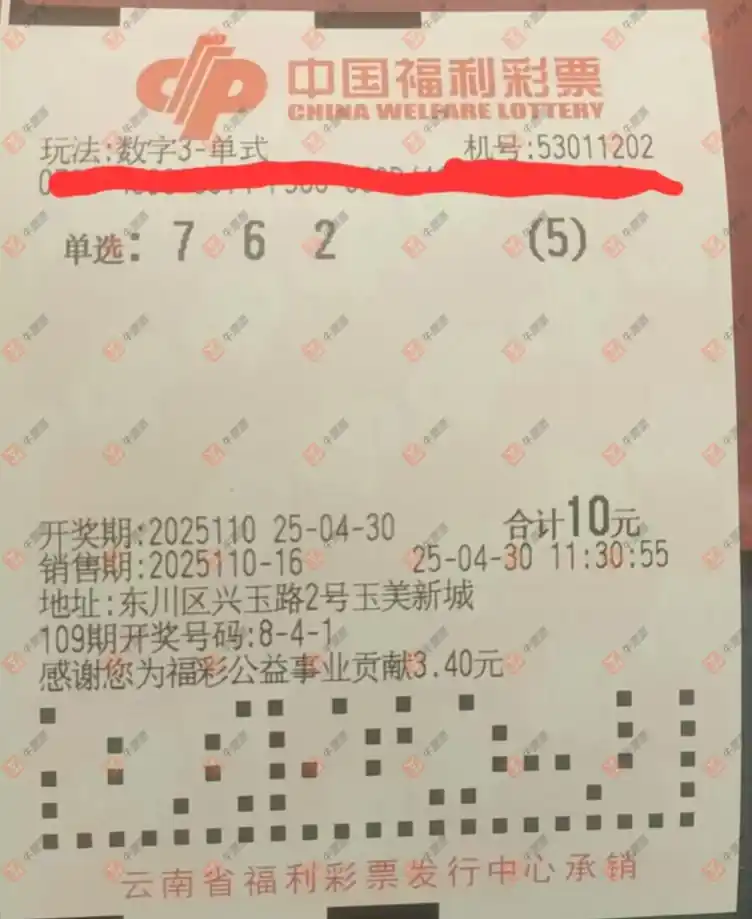 中国福利彩票
CHINA WELFARE LOTTERY
玩法:数字3-单式 机号:53011202
单选: 7 6 2 (5)
开奖期:2025110 25-04-30 合计10元
销售期:2025110-16 25-04-30 11:30:55
地址:东川区兴玉路2号玉美新城
109期开奖号码:8-4-1
感谢您为福彩公益事业贡献3.40元
云南省福利彩票发行中心承销